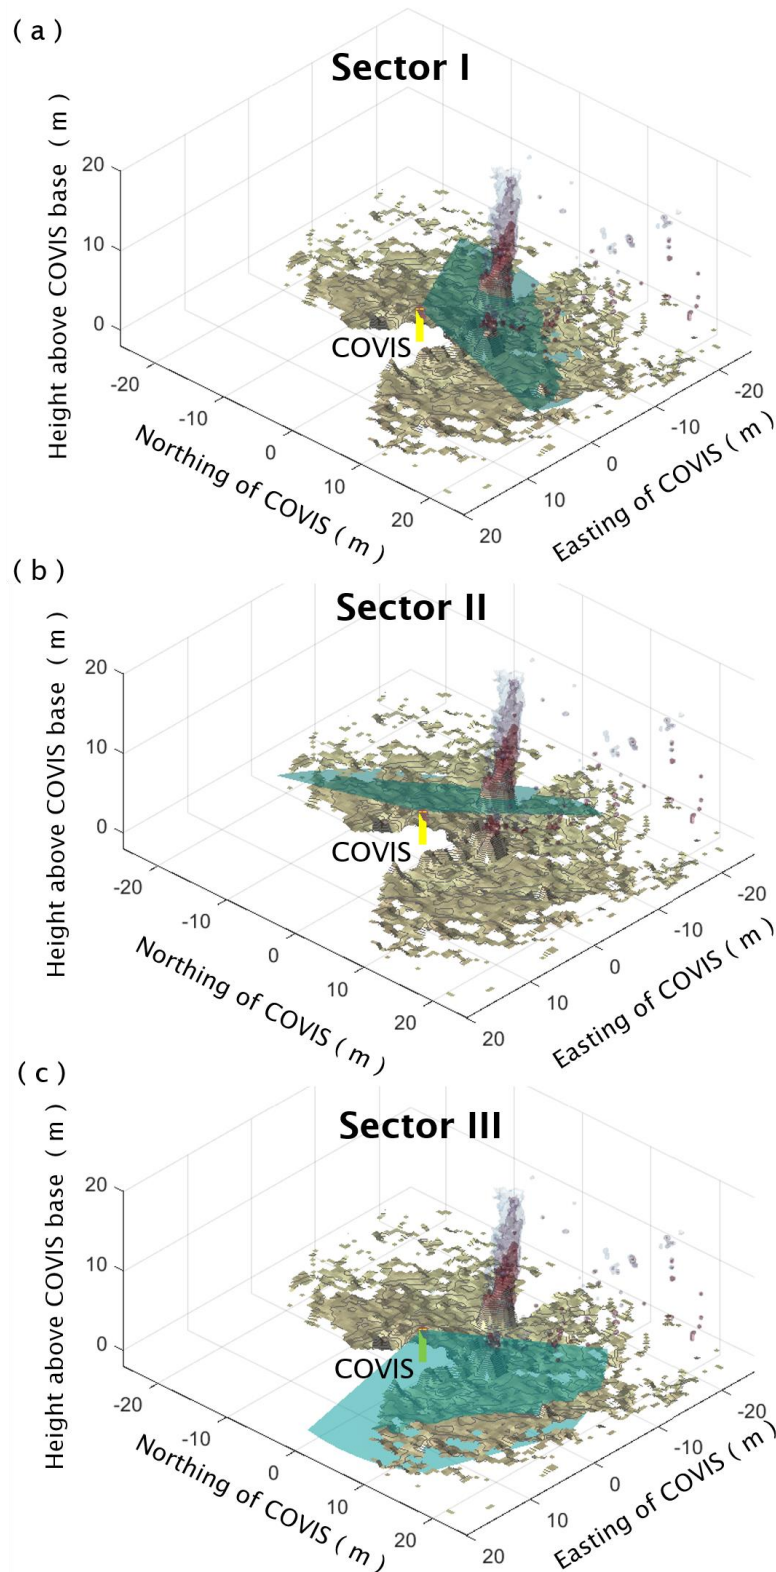 ( a )
Sector I
Height above COVIS base ( m )
20
10
0
COVIS
-20
-10
0
10
20
Northing of COVIS ( m )
-20
-10
0
10
20
Easting of COVIS ( m )
( b )
Sector II
Height above COVIS base ( m )
20
10
0
COVIS
-20
-10
0
10
20
Northing of COVIS ( m )
-20
-10
0
10
20
Easting of COVIS ( m )
( c )
Sector III
Height above COVIS base ( m )
20
10
0
COVIS
-20
-10
0
10
20
Northing of COVIS ( m )
-20
-10
0
10
20
Easting of COVIS ( m )